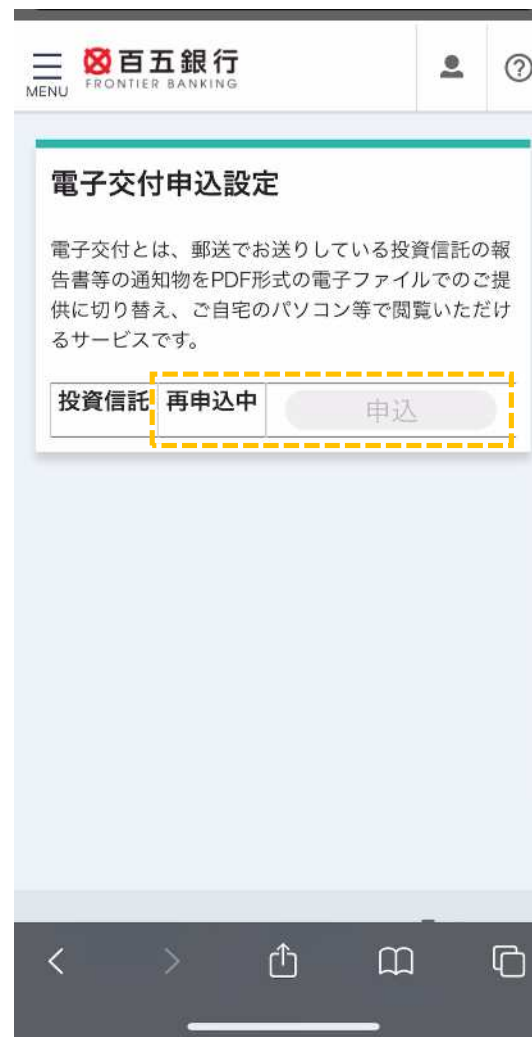 MENU
百五銀行
FRONTIER BANKING
電子交付申込設定
電子交付とは、郵送でお送りしている投資信託の報
告書等の通知物をPDF形式の電子ファイルでのご提
供に切り替え、ご自宅のパソコン等で閲覧いただけ
るサービスです。
投資信託 再申込中 申込